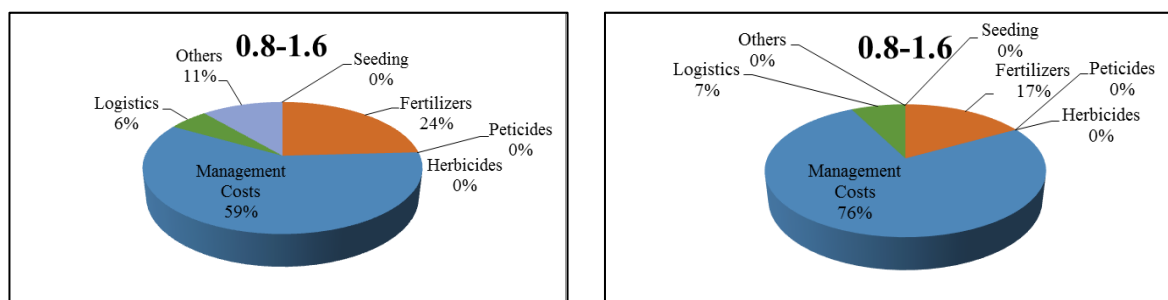 0.8-1.6
Others
11%
Seeding
0%
Logistics
6%
Fertilizers
24%
Peticides
0%
Herbicides
0%
Management
Costs
59%
0.8-1.6
Others
0%
Seeding
0%
Logistics
7%
Fertilizers
17%
Peticides
0%
Herbicides
0%
Management
Costs
76%